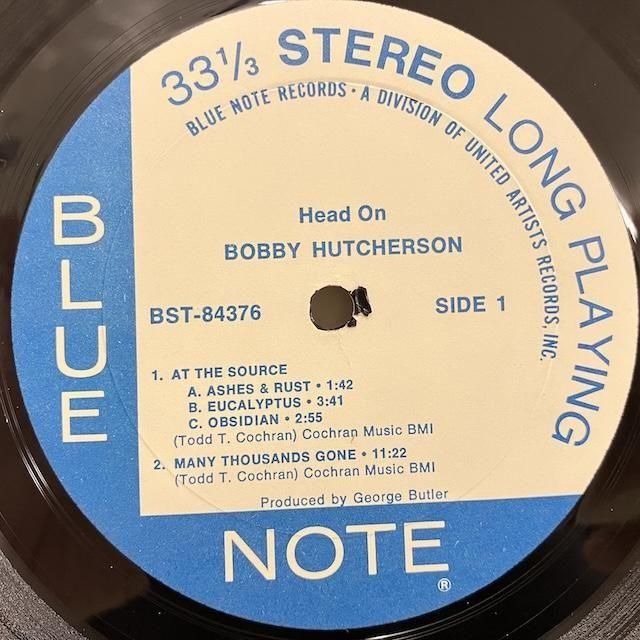 33⅓ STEREO LONG PLAYING
BLUE NOTE RECORDS • A DIVISION OF UNITED ARTISTS RECORDS, INC.
Head On
BOBBY HUTCHERSON
BST-84376
SIDE 1
1. AT THE SOURCE
A. ASHES & RUST • 1:42
B. EUCALYPTUS • 3:41
C. OBSIDIAN • 2:55
(Todd T. Cochran) Cochran Music BMI
2. MANY THOUSANDS GONE • 11:22
(Todd T. Cochran) Cochran Music BMI
Produced by George Butler
BLUE
NOTE®